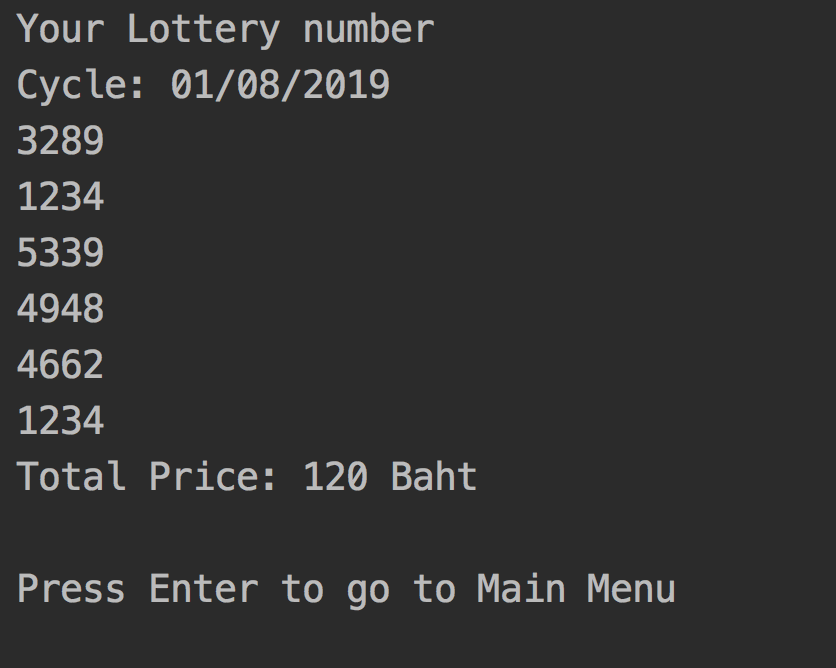 Your Lottery number
Cycle: 01/08/2019
3289
1234
5339
4948
4662
1234
Total Price: 120 Baht
Press Enter to go to Main Menu